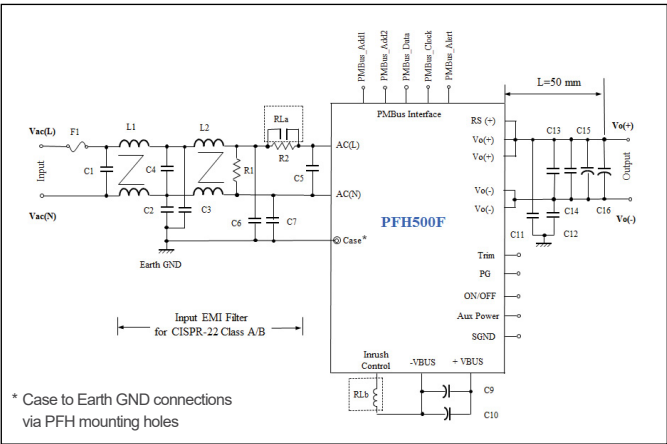 PMBus_Add1
PMBus_Add2
PMBus_Data
PMBus_Clock
PMBus_Alert
L=50 mm
RLa
PMBus Interface
Vac(L)
F1
L1
L2
R2
RS (+)
C13
C15
Vo(+)
AC(L)
Vo(+)
Vo(+)
Input
C1
C4
R1
C5
Output
Vac(N)
C2
C3
AC(N)
Vo(-)
Vo(-)
C14
C16
Vo(-)
C6
C7
PFH500F
C11
C12
Case*
Earth GND
Trim
PG
ON/OFF
Aux Power
SGND
Input EMI Filter
for CISPR-22 Class A/B
Inrush
Control
-VBUS
+ VBUS
RLb
C9
C10
* Case to Earth GND connections
via PFH mounting holes